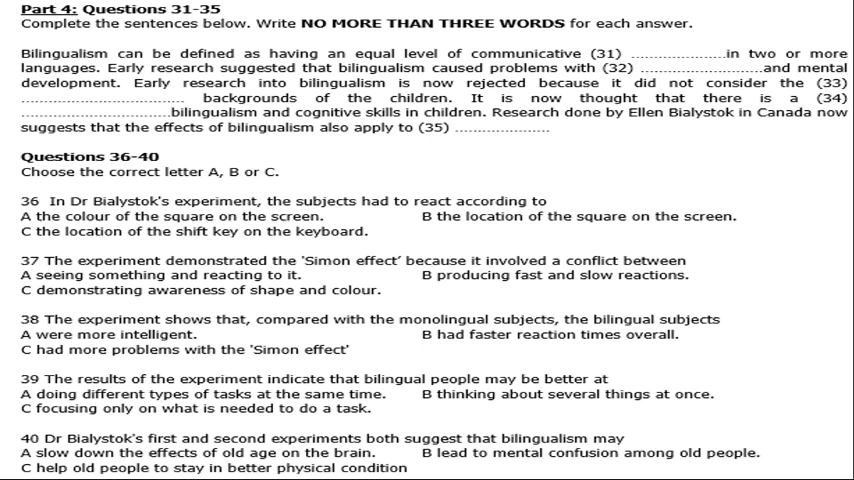 Part 4: Questions 31-35
Complete the sentences below. Write NO MORE THAN THREE WORDS for each answer.
Bilingualism can be defined as having an equal level of communicative (31) .....................in two or more
languages. Early research suggested that bilingualism caused problems with (32) ...........................and mental
development. Early research into bilingualism is now rejected because it did not consider the (33)
.................................... backgrounds of the children. It is now thought that there is a (34)
.................................bilingualism and cognitive skills in children. Research done by Ellen Bialystok in Canada now
suggests that the effects of bilingualism also apply to (35) .....................
Questions 36-40
Choose the correct letter A, B or C.
36 In Dr Bialystok's experiment, the subjects had to react according to
A the colour of the square on the screen. B the location of the square on the screen.
C the location of the shift key on the keyboard.
37 The experiment demonstrated the 'Simon effect' because it involved a conflict between
A seeing something and reacting to it. B producing fast and slow reactions.
C demonstrating awareness of shape and colour.
38 The experiment shows that, compared with the monolingual subjects, the bilingual subjects
A were more intelligent. B had faster reaction times overall.
C had more problems with the 'Simon effect'
39 The results of the experiment indicate that bilingual people may be better at
A doing different types of tasks at the same time. B thinking about several things at once.
C focusing only on what is needed to do a task.
40 Dr Bialystok's first and second experiments both suggest that bilingualism may
A slow down the effects of old age on the brain. B lead to mental confusion among old people.
C help old people to stay in better physical condition